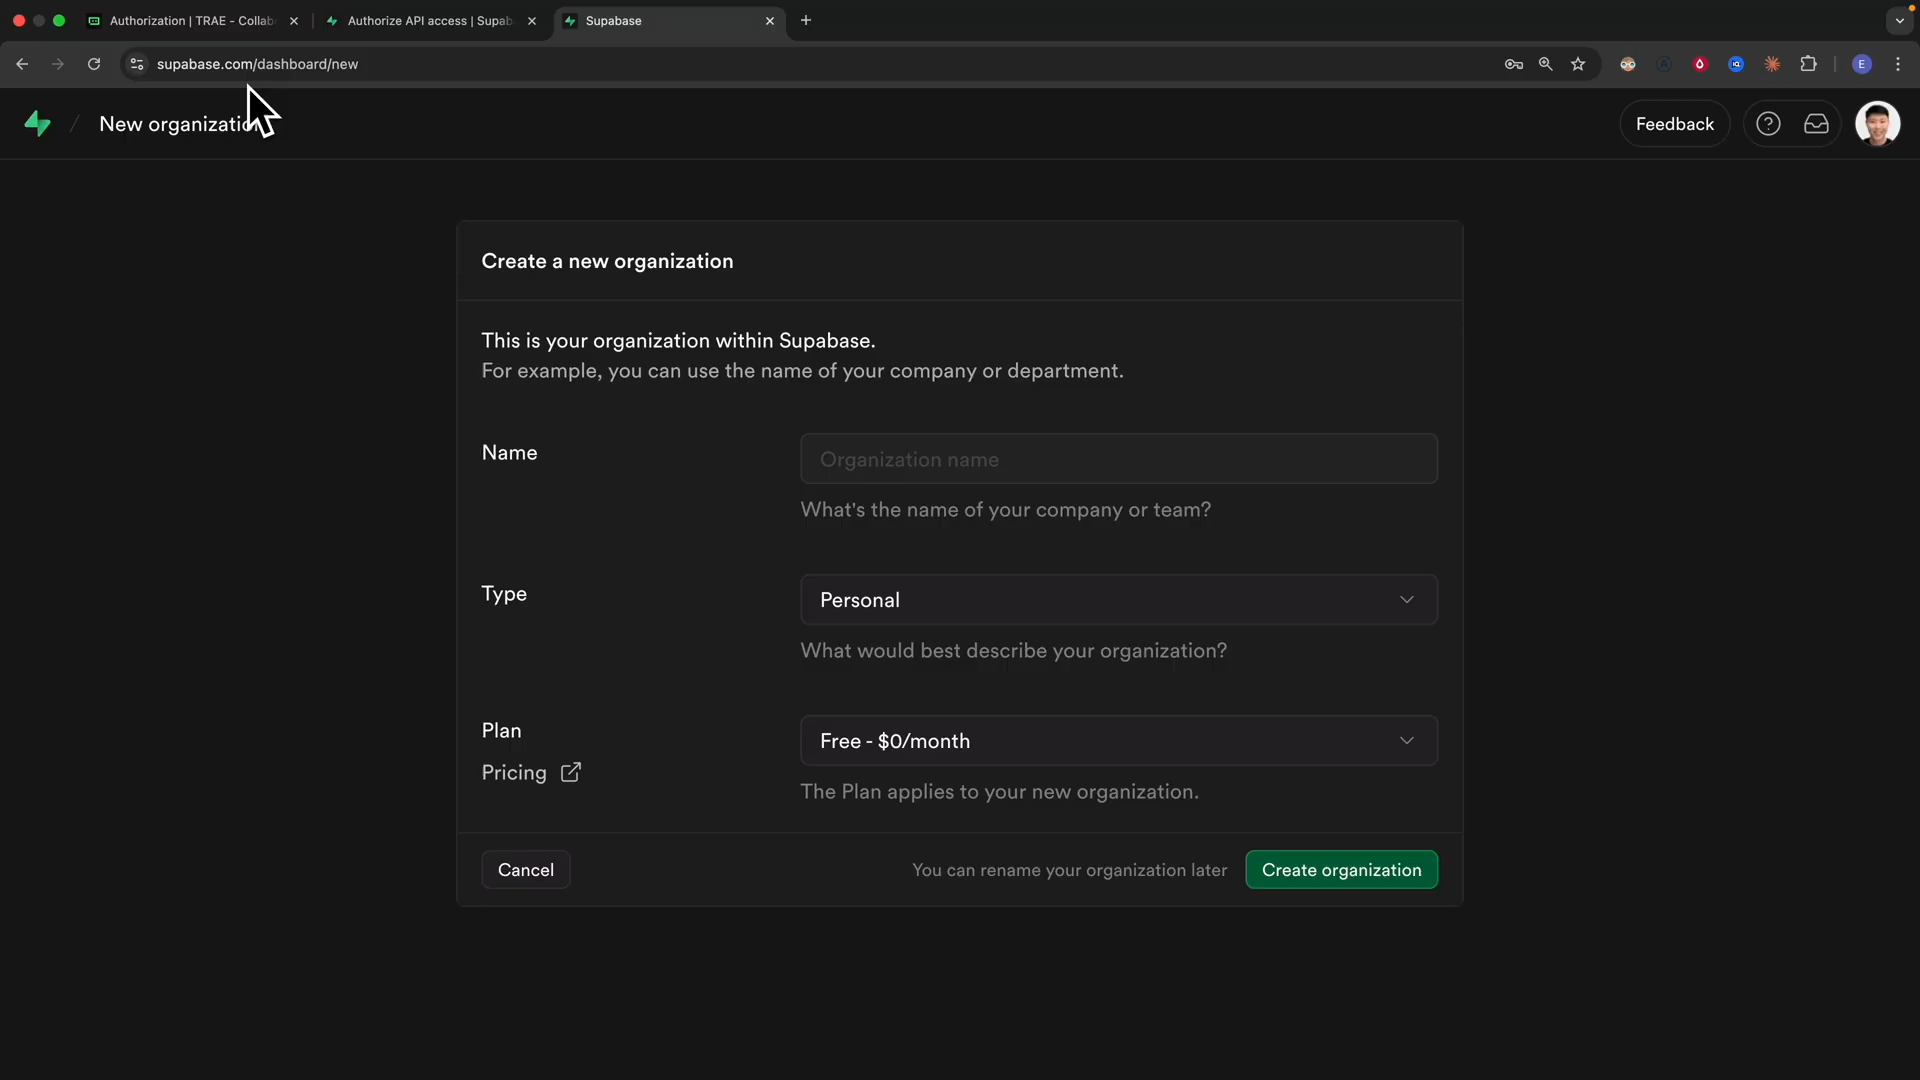 Authorization | TRAE - Collab
Authorize API access | Supab
Supabase
supabase.com/dashboard/new
E
/ New organization
Feedback
Create a new organization
This is your organization within Supabase.
For example, you can use the name of your company or department.
Name
Organization name
What's the name of your company or team?
Type
Personal
What would best describe your organization?
Plan
Free - $0/month
Pricing
The Plan applies to your new organization.
Cancel
You can rename your organization later
Create organization